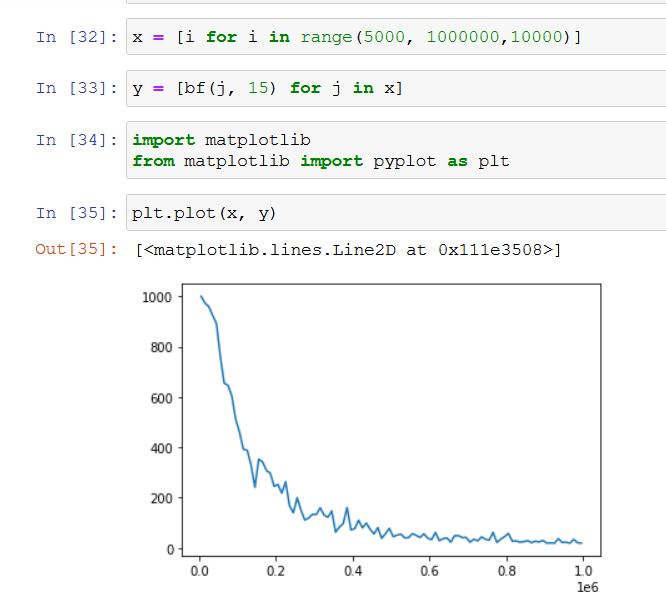 In [32]: x = [i for i in range(5000, 1000000,10000)]
In [33]: y = [bf(j, 15) for j in x]
In [34]: import matplotlib
from matplotlib import pyplot as plt
In [35]: plt.plot(x, y)
Out[35]: [<matplotlib.lines.Line2D at 0x111e3508>]
1000
800
600
400
200
0
0.0 0.2 0.4 0.6 0.8 1.0
1e6